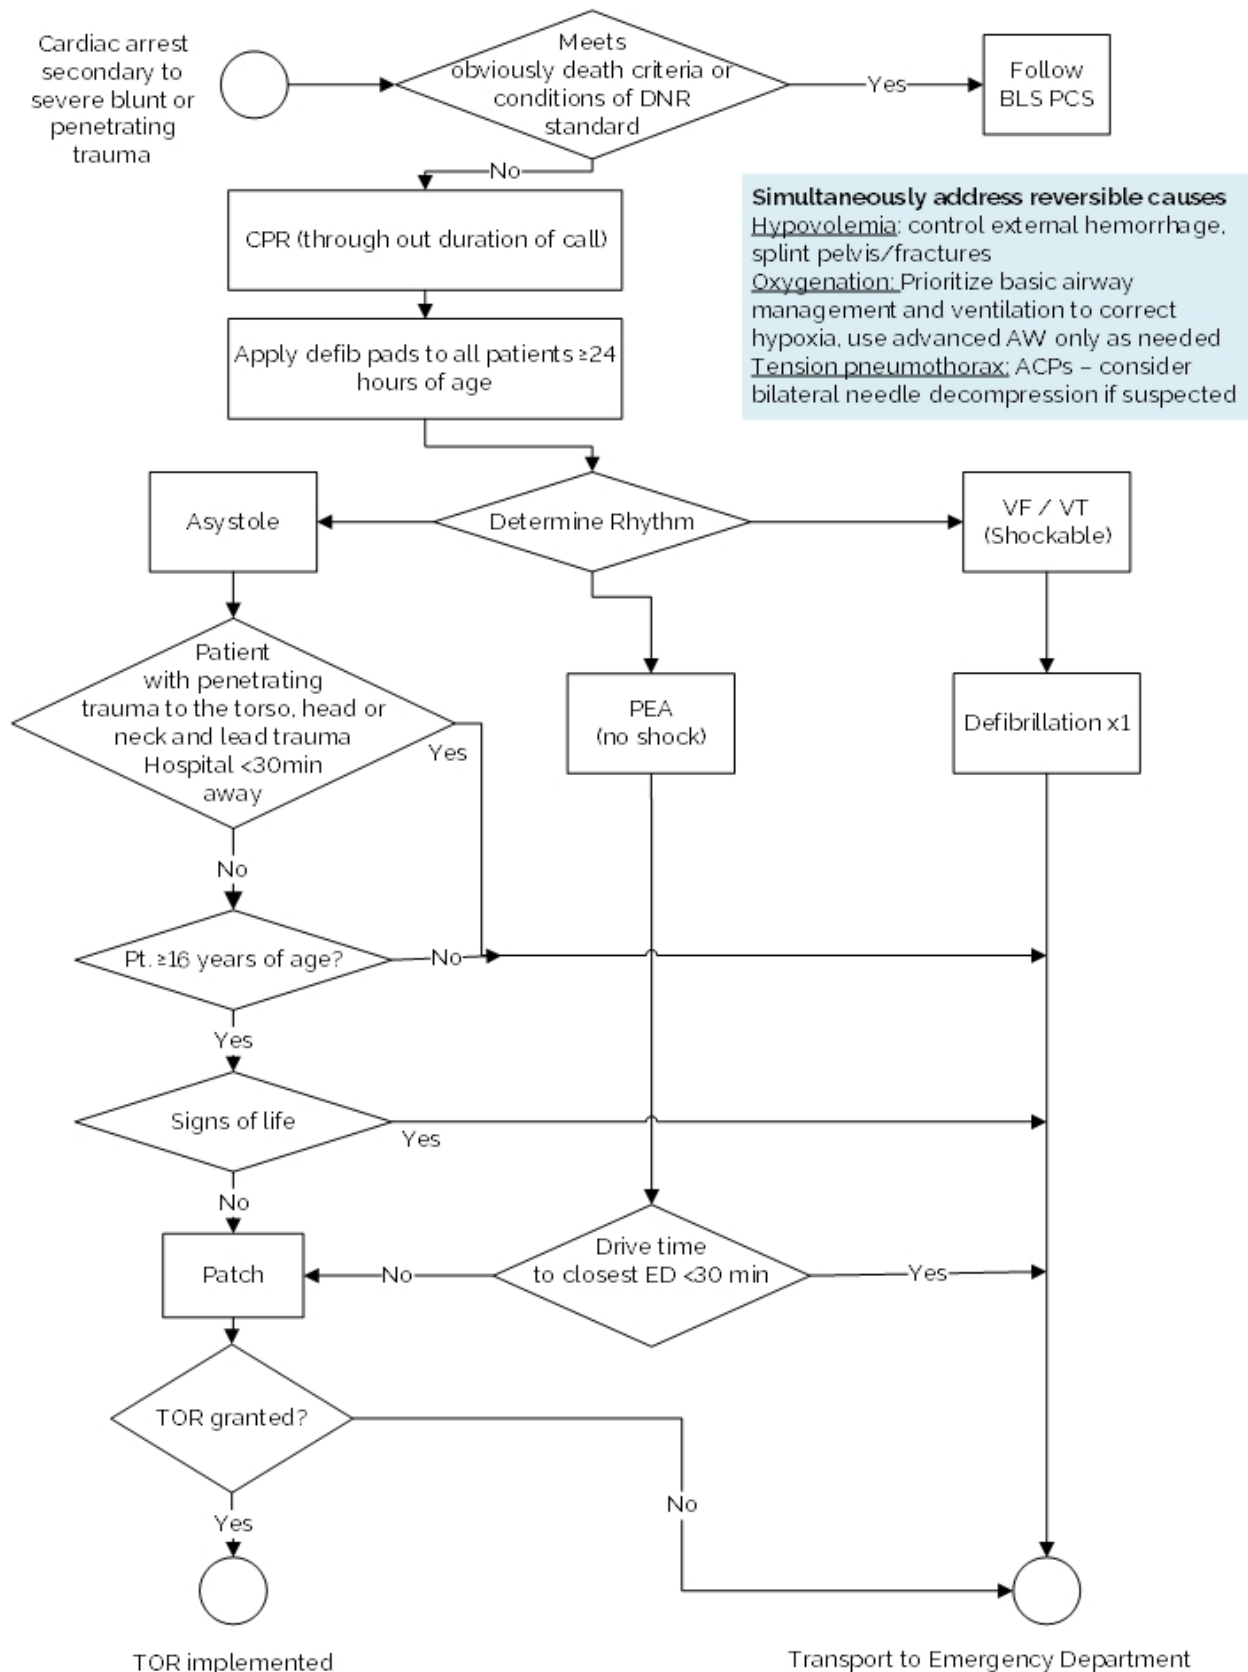 Cardiac arrest
secondary to
severe blunt or
penetrating
trauma
Meets
obviously death criteria or
conditions of DNR
standard
Yes
Follow
BLS PCS
No
CPR (through out duration of call)
Simultaneously address reversible causes
Hypovolemia: control external hemorrhage,
splint pelvis/fractures
Oxygenation: Prioritize basic airway
management and ventilation to correct
hypoxia, use advanced AW only as needed
Tension pneumothorax: ACPs – consider
bilateral needle decompression if suspected
Apply defib pads to all patients ≥24
hours of age
Asystole
Determine Rhythm
VF / VT
(Shockable)
Patient
with penetrating
trauma to the torso, head or
neck and lead trauma
Hospital <30min
away
Yes
PEA
(no shock)
Defibrillation x1
No
Pt. ≥16 years of age?
No
Yes
Signs of life
Yes
No
Patch
No
Drive time
to closest ED <30 min
Yes
TOR granted?
No
Yes
TOR implemented
Transport to Emergency Department